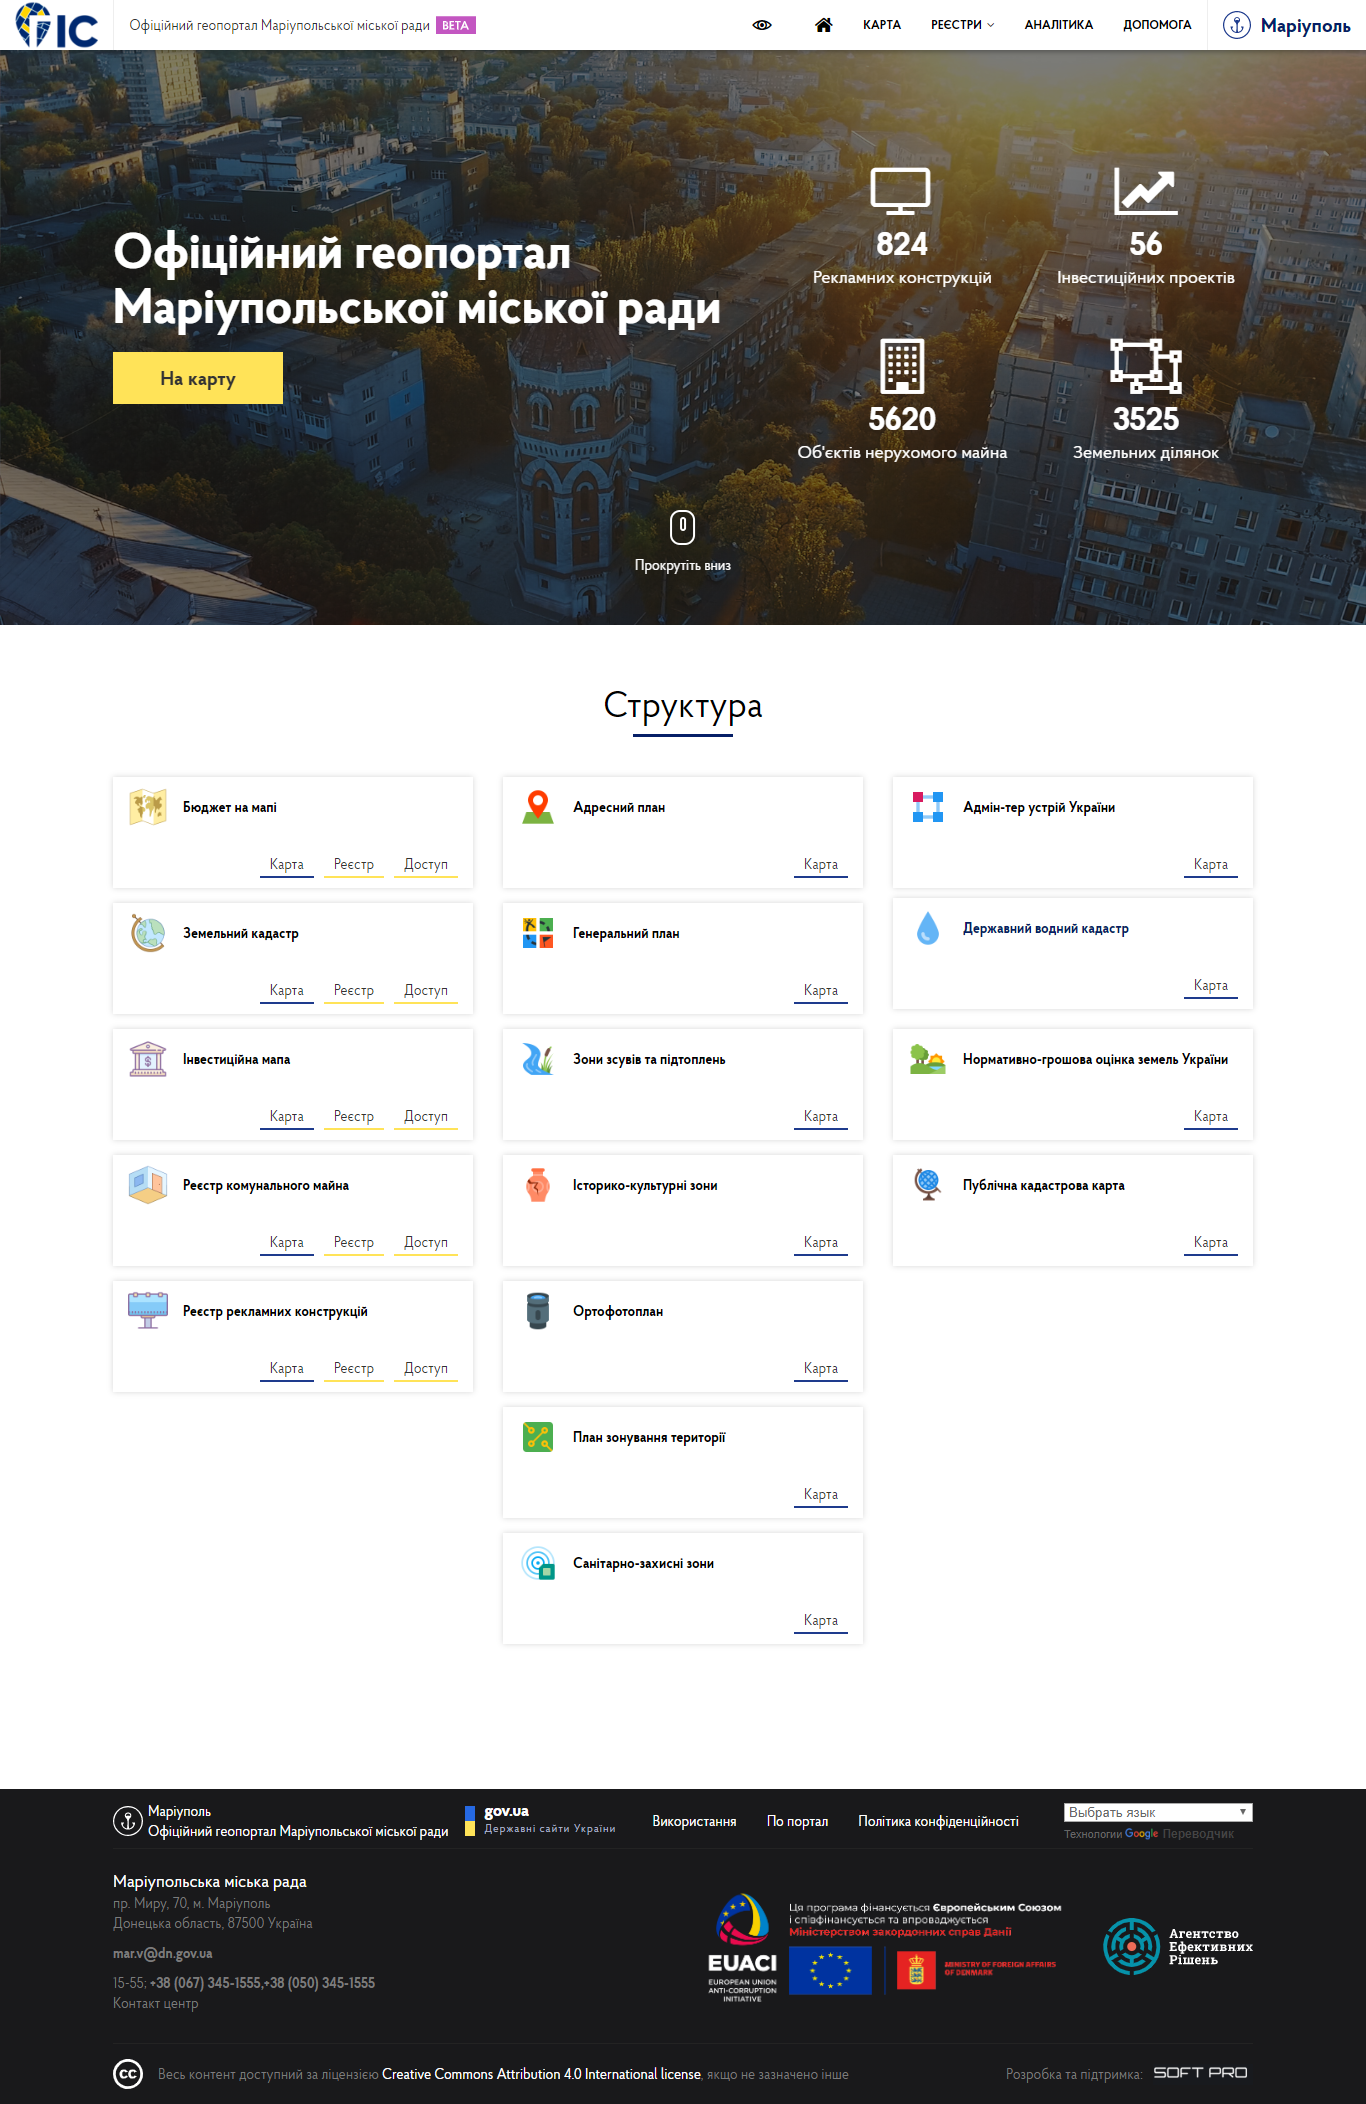 ГІС
Офіційний геопортал Маріупольської міської ради BETA
КАРТА
РЕЄСТРИ
АНАЛІТИКА
ДОПОМОГА
Маріуполь
Офіційний геопортал
Маріупольської міської ради
На карту
824
Рекламних конструкцій
56
Інвестиційних проектів
5620
Об'єктів нерухомого майна
3525
Земельних ділянок
Прокрутіть вниз
Структура
Бюджет на мапі
Карта Реєстр Доступ
Адресний план
Карта
Адмін-тер устрій України
Карта
Земельний кадастр
Карта Реєстр Доступ
Генеральний план
Карта
Державний водний кадастр
Карта
Інвестиційна мапа
Карта Реєстр Доступ
Зони зсувів та підтоплень
Карта
Нормативно-грошова оцінка земель України
Карта
Реєстр комунального майна
Карта Реєстр Доступ
Історико-культурні зони
Карта
Публічна кадастрова карта
Карта
Реєстр рекламних конструкцій
Карта Реєстр Доступ
Ортофотоплан
Карта
План зонування території
Карта
Санітарно-захисні зони
Карта
Маріуполь
Офіційний геопортал Маріупольської міської ради
gov.ua
Державні сайти України
Використання
По портал
Політика конфіденційності
Выбрать язык
Технологии Google Переводчик
Маріупольська міська рада
пр. Миру, 70, м. Маріуполь
Донецька область, 87500 Україна
mar.v@dn.gov.ua
15-55; +38 (067) 345-1555,+38 (050) 345-1555
Контакт центр
EUACI
EUROPEAN UNION
ANTI-CORRUPTION
INITIATIVE
Ця програма фінансується Європейським Союзом
і співфінансується та впроваджується
Міністерством закордонних справ Данії
MINISTRY OF FOREIGN AFFAIRS
OF DENMARK
Агентство
Ефективних
Рішень
cc
Весь контент доступний за ліцензією Creative Commons Attribution 4.0 International license, якщо не зазначено інше
Розробка та підтримка: SOFT PRO